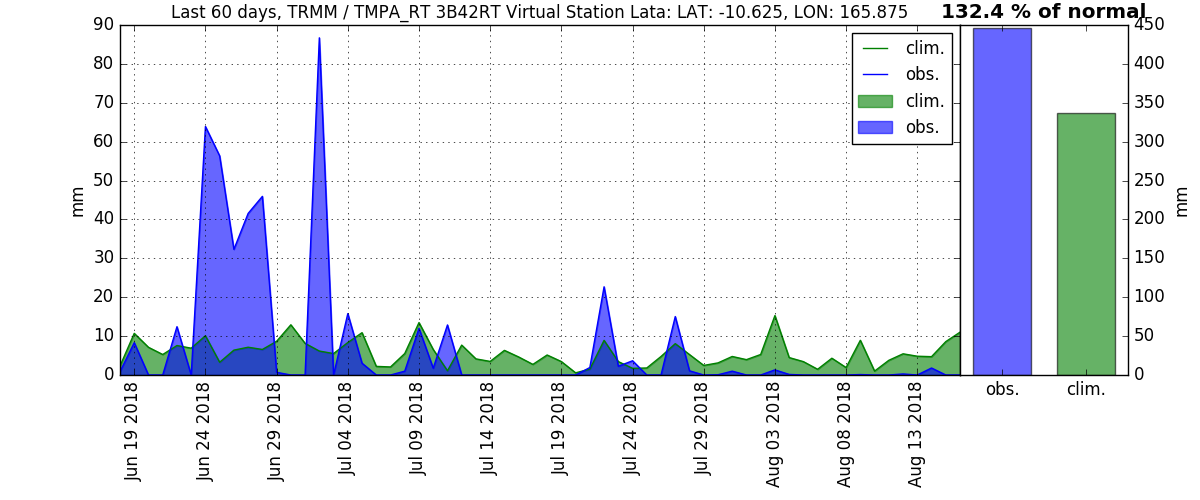 Last 60 days, TRMM / TMPA_RT 3B42RT Virtual Station Lata: LAT: -10.625, LON: 165.875
132.4 % of normal
90
80
70
60
50
40
30
20
10
0
mm
clim.
obs.
clim.
obs.
Jun 19 2018
Jun 24 2018
Jun 29 2018
Jul 04 2018
Jul 09 2018
Jul 14 2018
Jul 19 2018
Jul 24 2018
Jul 29 2018
Aug 03 2018
Aug 08 2018
Aug 13 2018
450
400
350
300
250
200
150
100
50
0
mm
obs.
clim.